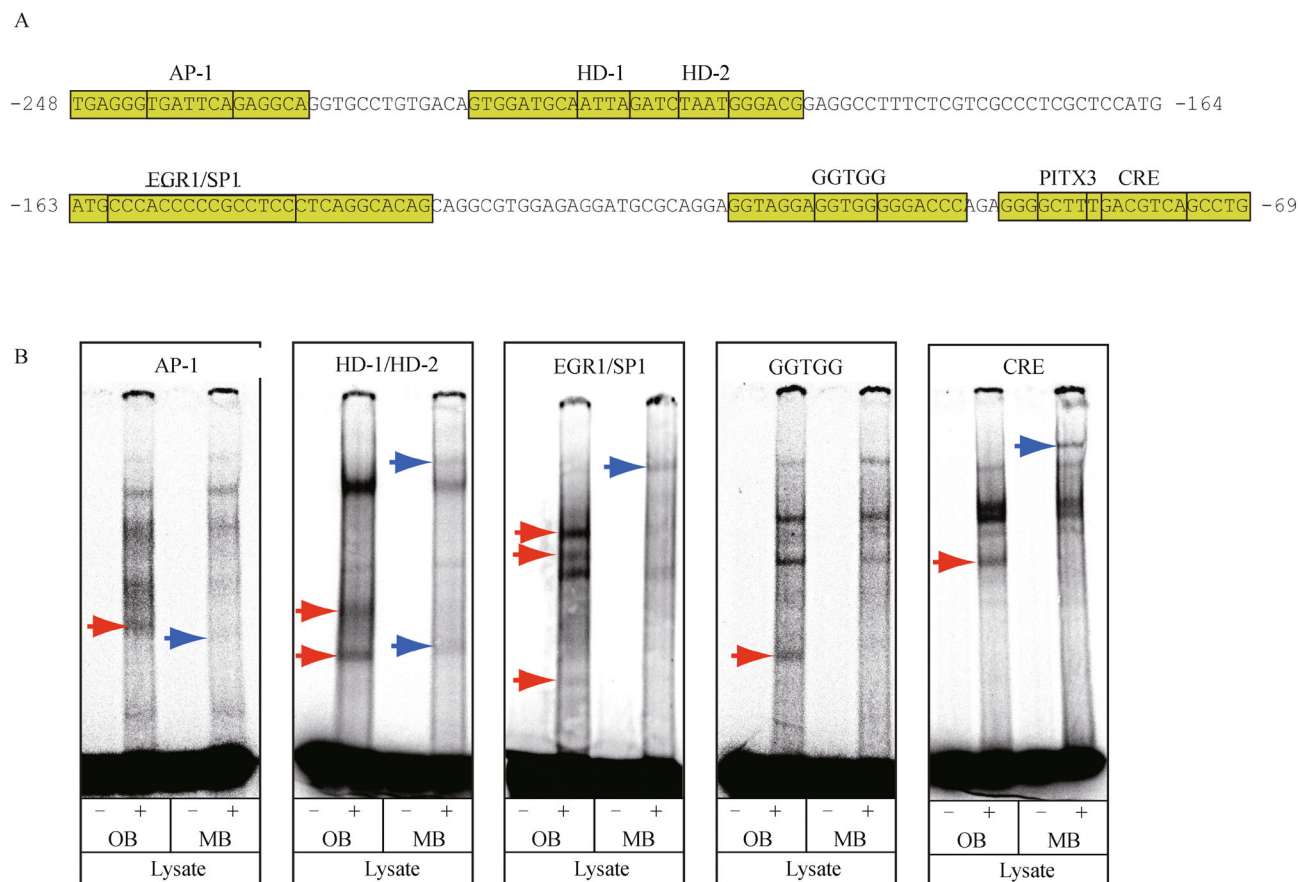 A
AP-1 HD-1 HD-2
-248 TGAGGGTGATTCAGAGGCAGGTGCCTGTGACAGTGGATGCAATTAGATCTAATGGGACGGAGGCCTTTCTCGTCGCCCTCGCTCCATG -164
EGR1/SP1 GGTGG PITX3 CRE
-163 ATGCCCACCCCCGCCTCCCTCAGGCACAGCAGGCGTGGAGAGGATGCGCAGGAGGTAGGAGGTGGGGGACCCAGAGGGGCTTTGACGTCAGCCTG -69
B
AP-1 HD-1/HD-2 EGR1/SP1 GGTGG CRE
− + − + − + − + − + − + − + − + − + − +
OB MB OB MB OB MB OB MB OB MB
Lysate Lysate Lysate Lysate Lysate